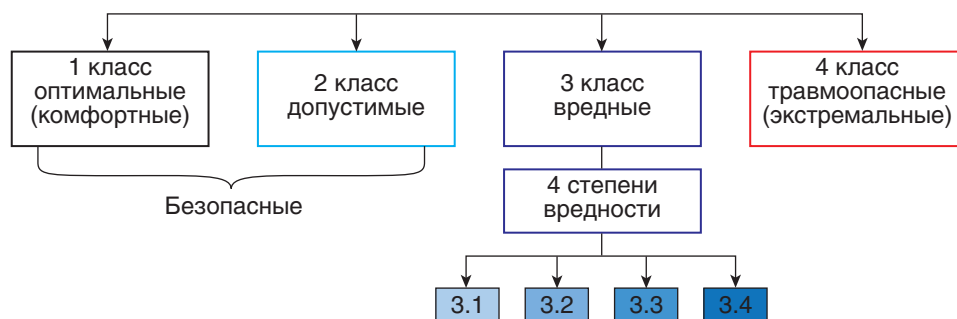 1 класс
оптимальные
(комфортные)
2 класс
допустимые
3 класс
вредные
4 класс
травмоопасные
(экстремальные)
Безопасные
4 степени
вредности
3.1
3.2
3.3
3.4